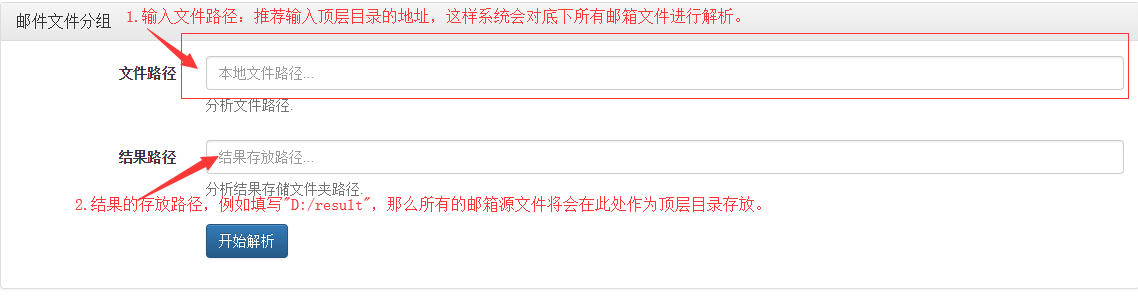 邮件文件分组
1.输入文件路径：推荐输入顶层目录的地址，这样系统会对底下所有邮箱文件进行解析。
文件路径
本地文件路径...
分析文件路径.
结果路径
结果存放路径...
分析结果存储文件夹路径.
2.结果的存放路径，例如填写"D:/result"，那么所有的邮箱源文件将会在此处作为顶层目录存放。
开始解析